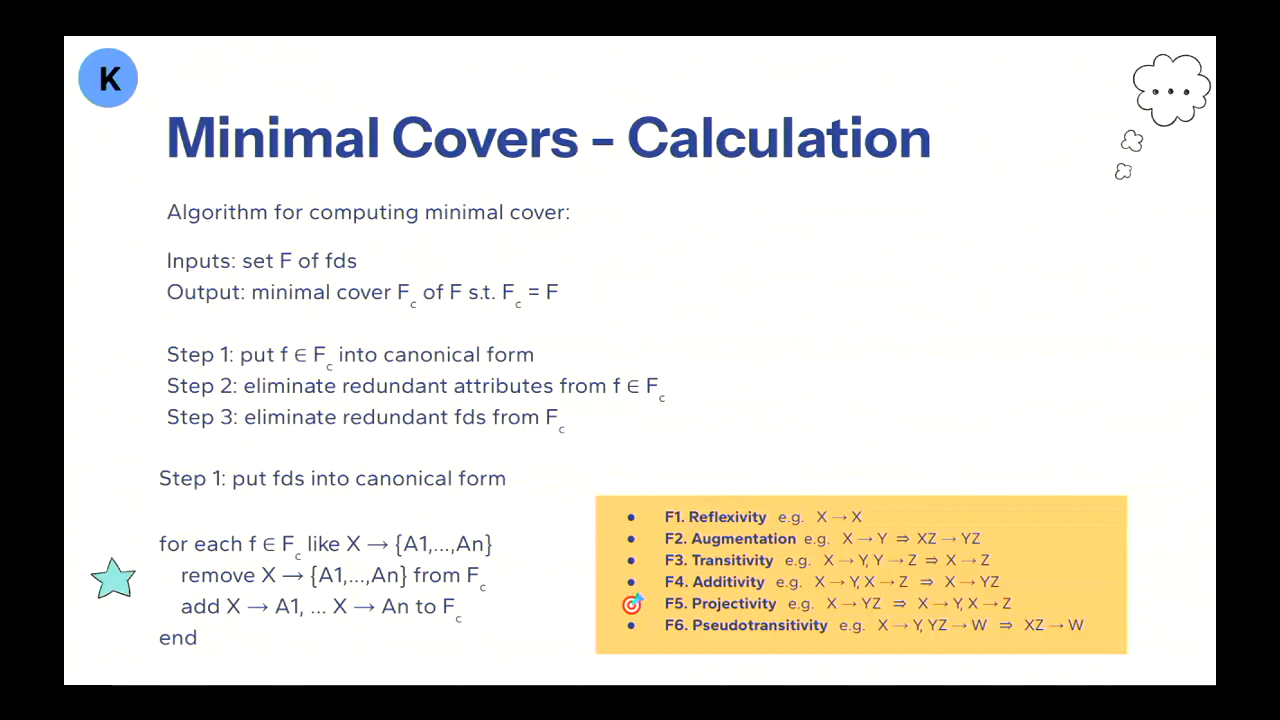 K
Minimal Covers - Calculation
Algorithm for computing minimal cover:
Inputs: set F of fds
Output: minimal cover Fc of F s.t. Fc = F
Step 1: put f ∈ Fc into canonical form
Step 2: eliminate redundant attributes from f ∈ Fc
Step 3: eliminate redundant fds from Fc
Step 1: put fds into canonical form
for each f ∈ Fc like X → {A1,...,An}
remove X → {A1,...,An} from Fc
add X → A1, ... X → An to Fc
end
F1. Reflexivity e.g. X → X
F2. Augmentation e.g. X → Y ⇒ XZ → YZ
F3. Transitivity e.g. X → Y, Y → Z ⇒ X → Z
F4. Additivity e.g. X → Y, X → Z ⇒ X → YZ
F5. Projectivity e.g. X → YZ ⇒ X → Y, X → Z
F6. Pseudotransitivity e.g. X → Y, YZ → W ⇒ XZ → W